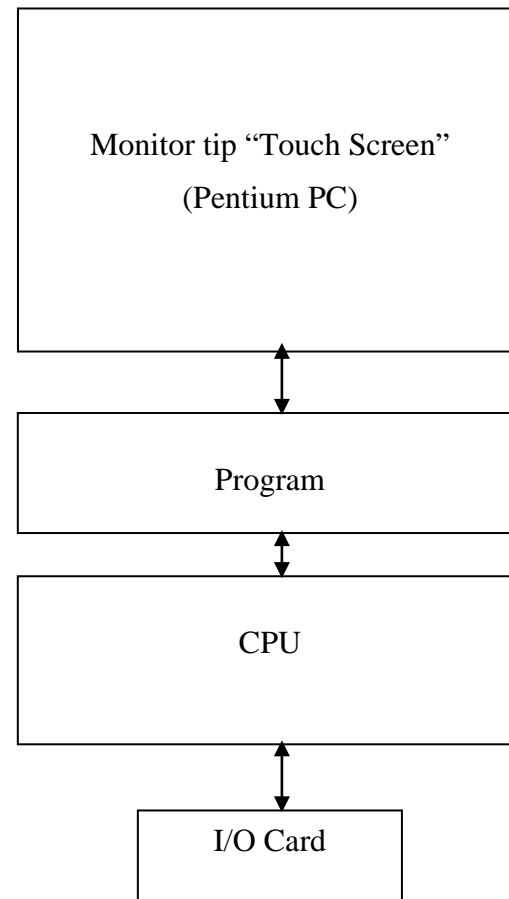 Monitor tip “Touch Screen”
(Pentium PC)
Program
CPU
I/O Card